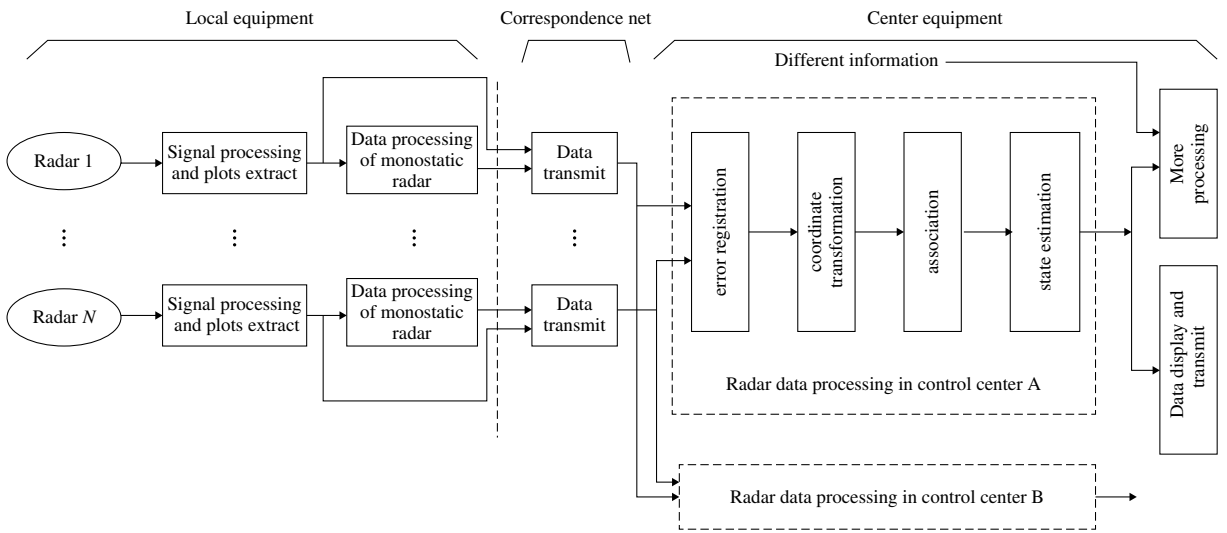 Local equipment
Correspondence net
Center equipment
Different information
Radar 1
Signal processing
and plots extract
Data processing
of monostatic
radar
Data
transmit
error registration
coordinate
transformation
association
state estimation
More
processing
Radar N
Signal processing
and plots extract
Data processing
of monostatic
radar
Data
transmit
Radar data processing in control center A
Data display and
transmit
Radar data processing in control center B